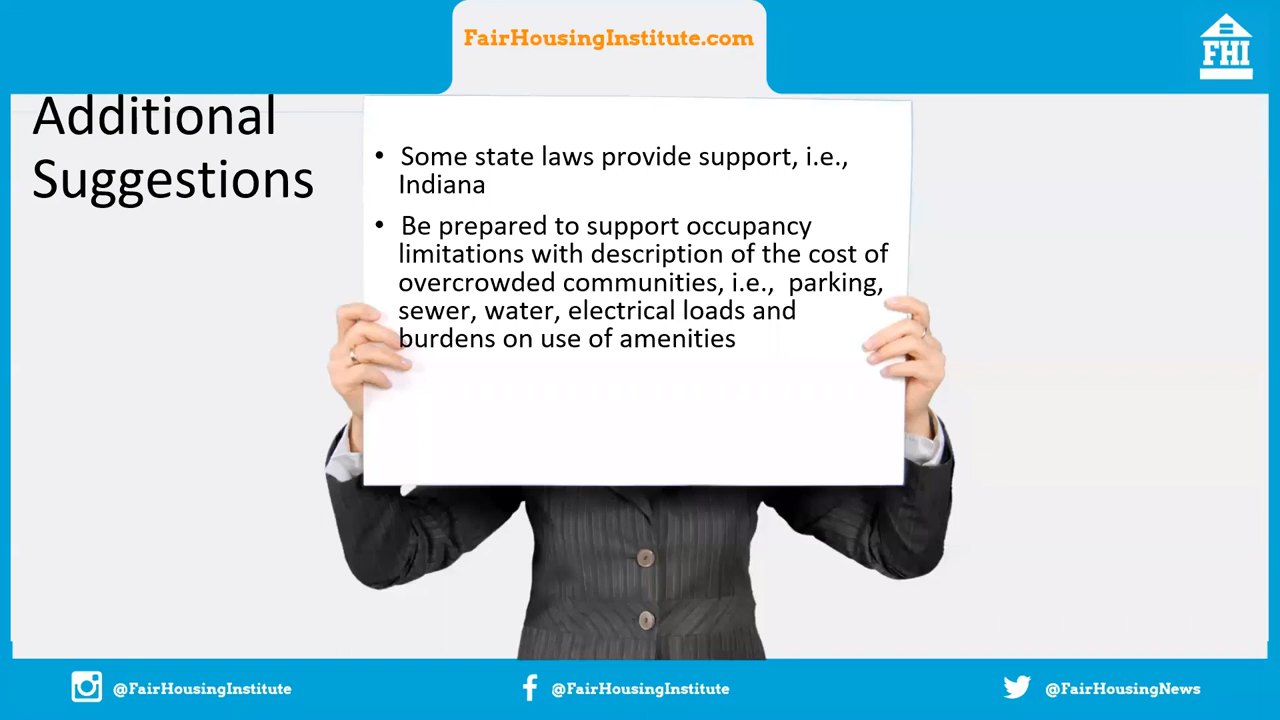 FairHousingInstitute.com
FHI
Additional
Suggestions
• Some state laws provide support, i.e.,
Indiana
• Be prepared to support occupancy
limitations with description of the cost of
overcrowded communities, i.e.,  parking,
sewer, water, electrical loads and
burdens on use of amenities
@FairHousingInstitute
@FairHousingInstitute
@FairHousingNews